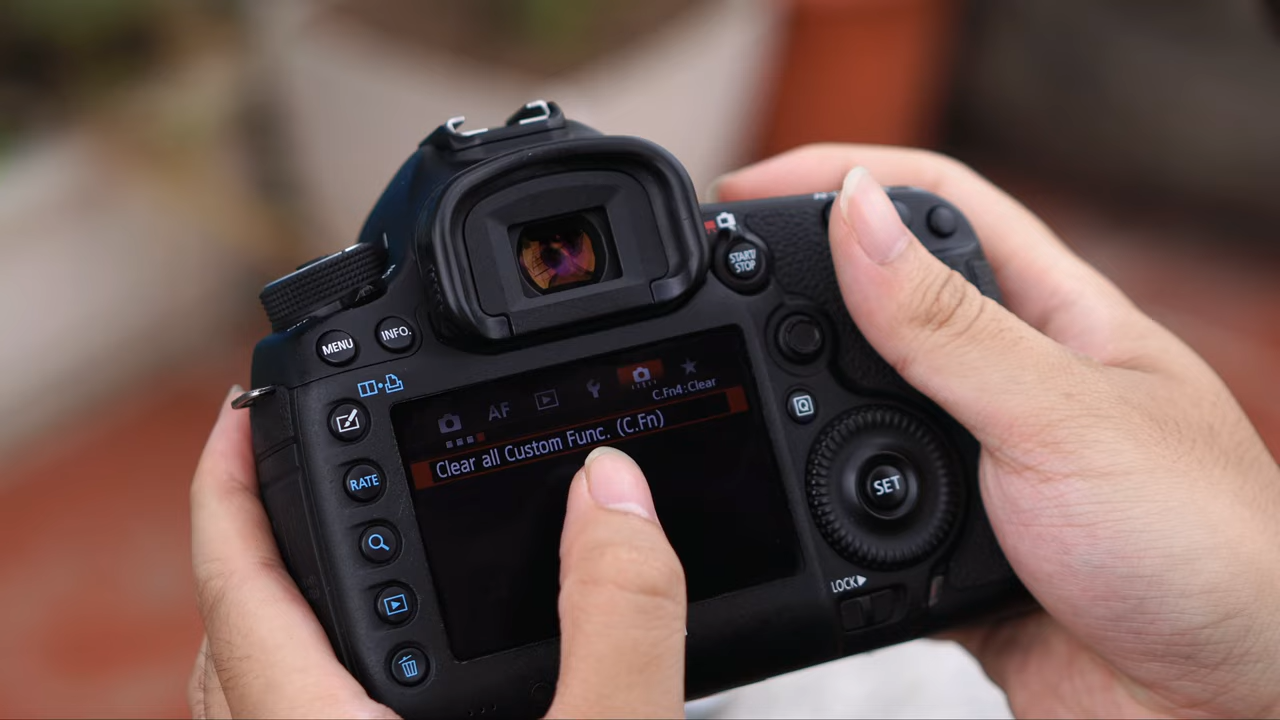 START/
STOP
MENU
INFO.
AF
C.Fn4:Clear
Clear all Custom Func. (C.Fn)
RATE
Q
SET
LOCK